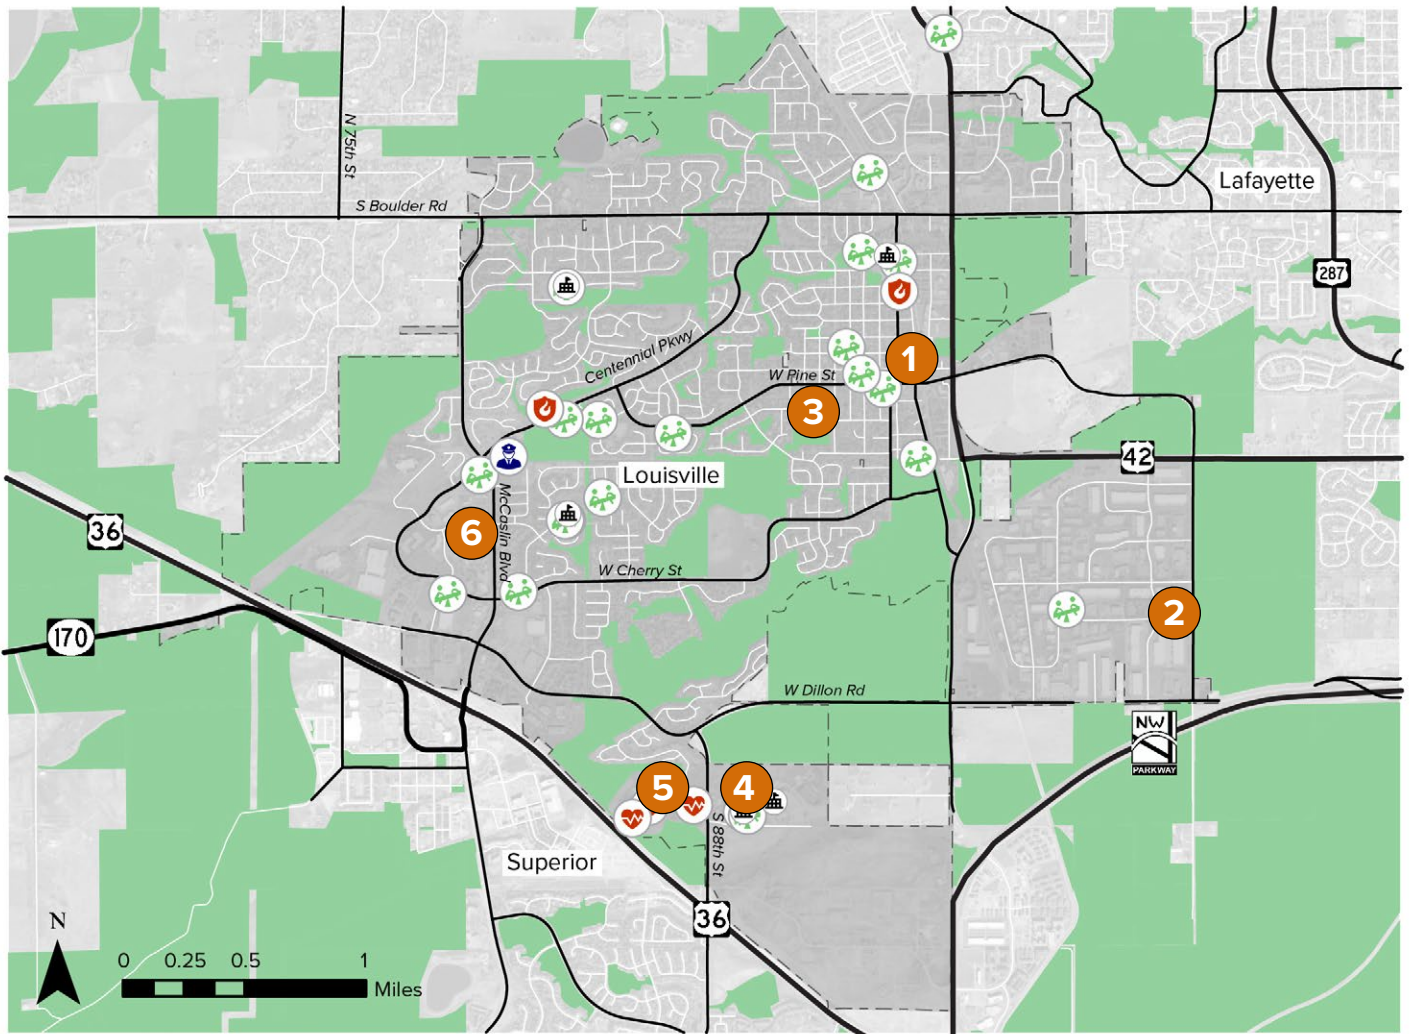 N 75th St
S Boulder Rd
Lafayette
287
Centennial Pkwy
1
W Pine St
3
42
Louisville
36
McCaslin Blvd
6
W Cherry St
2
170
W Dillon Rd
NW
PARKWAY
5
4
S 88th St
Superior
36
N
0 0.25 0.5 1
Miles